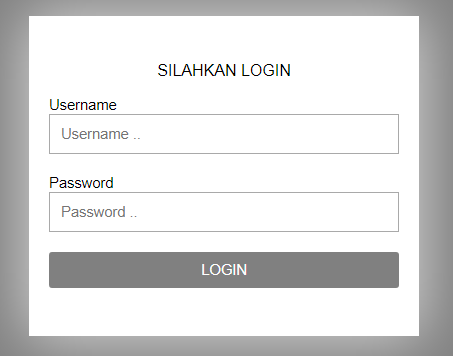 SILAHKAN LOGIN
Username
Username ..
Password
Password ..
LOGIN